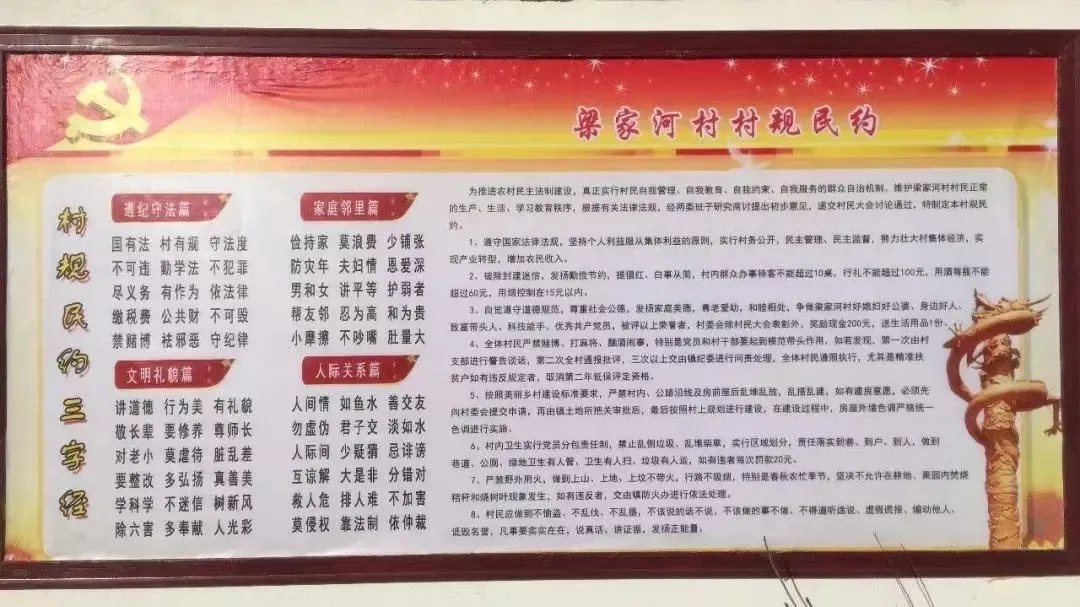 梁家河村村规民约
村规民约三字经
遵纪守法篇
国有法 村有规 守法度
不可违 勤学法 不犯罪
尽义务 有作为 依法律
缴税费 公共财 不可毁
禁赌博 祛邪恶 守纪律
文明礼貌篇
讲道德 行为美 有礼貌
敬长辈 要修养 尊师长
对老小 莫虐待 脏乱差
要整改 多弘扬 真善美
学科学 不迷信 树新风
除六害 多奉献 人光彩
家庭邻里篇
俭持家 莫浪费 少铺张
防灾年 夫妇情 恩爱深
男和女 讲平等 护弱者
帮友邻 忍为高 和为贵
小摩擦 不吵嘴 肚量大
人际关系篇
人间情 如鱼水 善交友
勿虚伪 君子交 淡如水
人际间 少疑猜 忌诽谤
互谅解 大是非 分错对
救人危 排人难 不加害
莫侵权 靠法制 依仲裁
为推进农村民主法制建设，真正实行村民自我管理、自我教育、自我约束、自我服务的群众自治机制，维护梁家河村村民正常
的生产、生活、学习教育秩序，根据有关法律法规，经两委班子研究商讨提出初步意见，递交村民大会讨论通过，特制定本村规民
约。
1、遵守国家法律法规，坚持个人利益服从集体利益的原则，实行村务公开，民主管理、民主监督，努力壮大村集体经济，实
现产业转型，增加农民收入。
2、破除封建迷信，发扬勤俭节约，提倡红、白事从简，村内群众办事待客不能超过10桌，行礼不能超过100元，用酒每瓶不能
超过60元，用烟控制在15元以内。
3、自觉遵守道德规范，尊重社会公德，发扬家庭美德，尊老爱幼，和睦相处，争做梁家河村好媳妇好公婆、身边好人、
致富带头人、科技能手、优秀共产党员，被评以上荣誉者，村委会除村民大会表彰外，奖励现金200元，送生活用品1份。
4、全体村民严禁赌博、打麻将、酗酒闹事，特别是党员和村干部要起到模范带头作用，如若发现，第一次由村
支部进行警告谈话，第二次全村通报批评，三次以上交由镇纪委进行问责处理，全体村民遵照执行，尤其是精准扶
贫户如有违反规定者，取消第二年低保评定资格。
5、按照美丽乡村建设标准要求，严禁村内、公路沿线及房前屋后乱堆乱放，乱搭乱建，如有建房意愿，必须先
向村委会提交申请，再由镇土地所把关审批后，最后按照村上规划进行建设，在建设过程中，房屋外墙色调严格统一
色调进行实施。
6、村内卫生实行党员分包责任制，禁止乱倒垃圾、乱堆柴草，实行区域划分，责任落实到巷、到户、到人，做到
巷道、公厕、绿地卫生有人管、卫生有人扫、垃圾有人运，如有违者每次罚款20元。
7、严禁野外用火，做到上山、上地、上坟不带火，行路不吸烟，特别是春秋农忙季节，坚决不允许在耕地、果园内焚烧
秸秆和烧树叶现象发生，如有违反者，交由镇防火办进行依法处理。
8、村民应做到不偷盗、不乱伐、不乱垦，不该说的话不说，不该做的事不做、不得道听途说、虚假谎报，煽动他人、
诋毁名誉，凡事要实实在在，说真话、讲证据，发扬正能量。